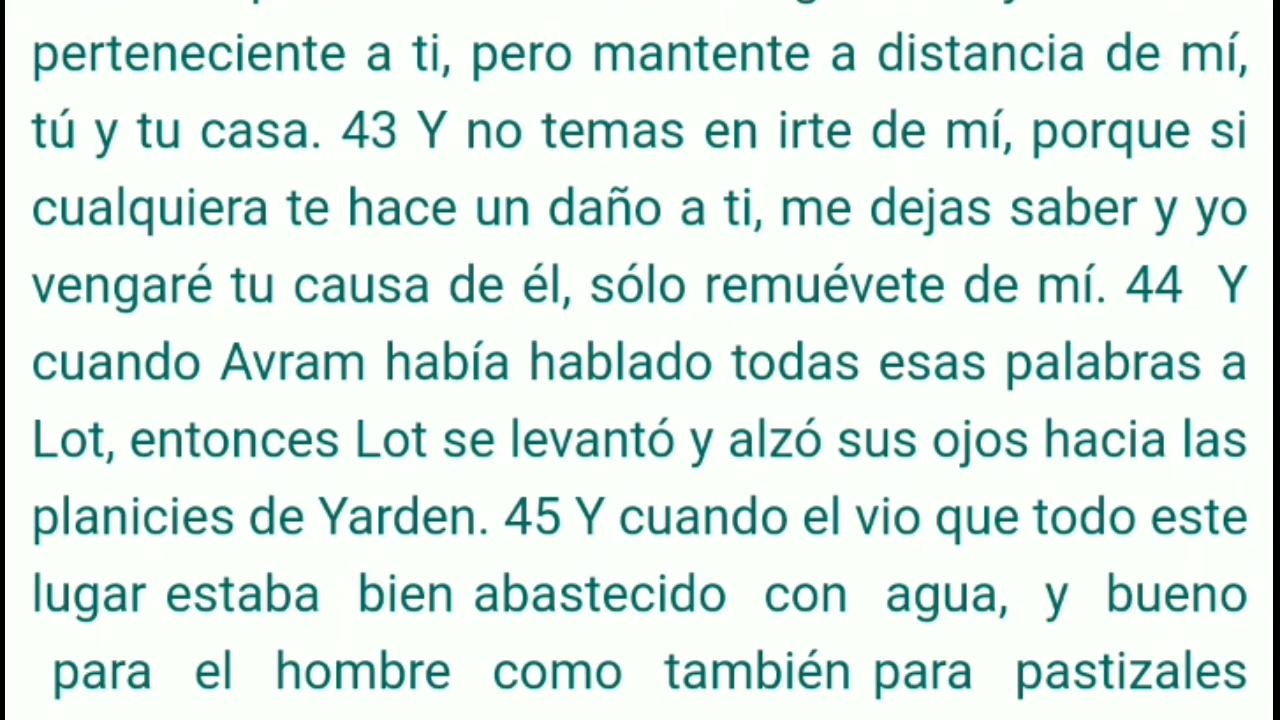 perteneciente a ti, pero mantente a distancia de mí,
tú y tu casa. 43 Y no temas en irte de mí, porque si
cualquiera te hace un daño a ti, me dejas saber y yo
vengaré tu causa de él, sólo remuévete de mí. 44 Y
cuando Avram había hablado todas esas palabras a
Lot, entonces Lot se levantó y alzó sus ojos hacia las
planicies de Yarden. 45 Y cuando el vio que todo este
lugar estaba bien abastecido con agua, y bueno
para el hombre como también para pastizales